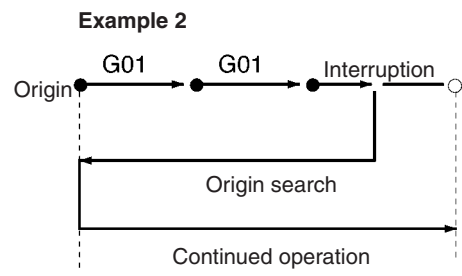 Example 2
G01 G01
Interruption
Origin
Origin search
Continued operation